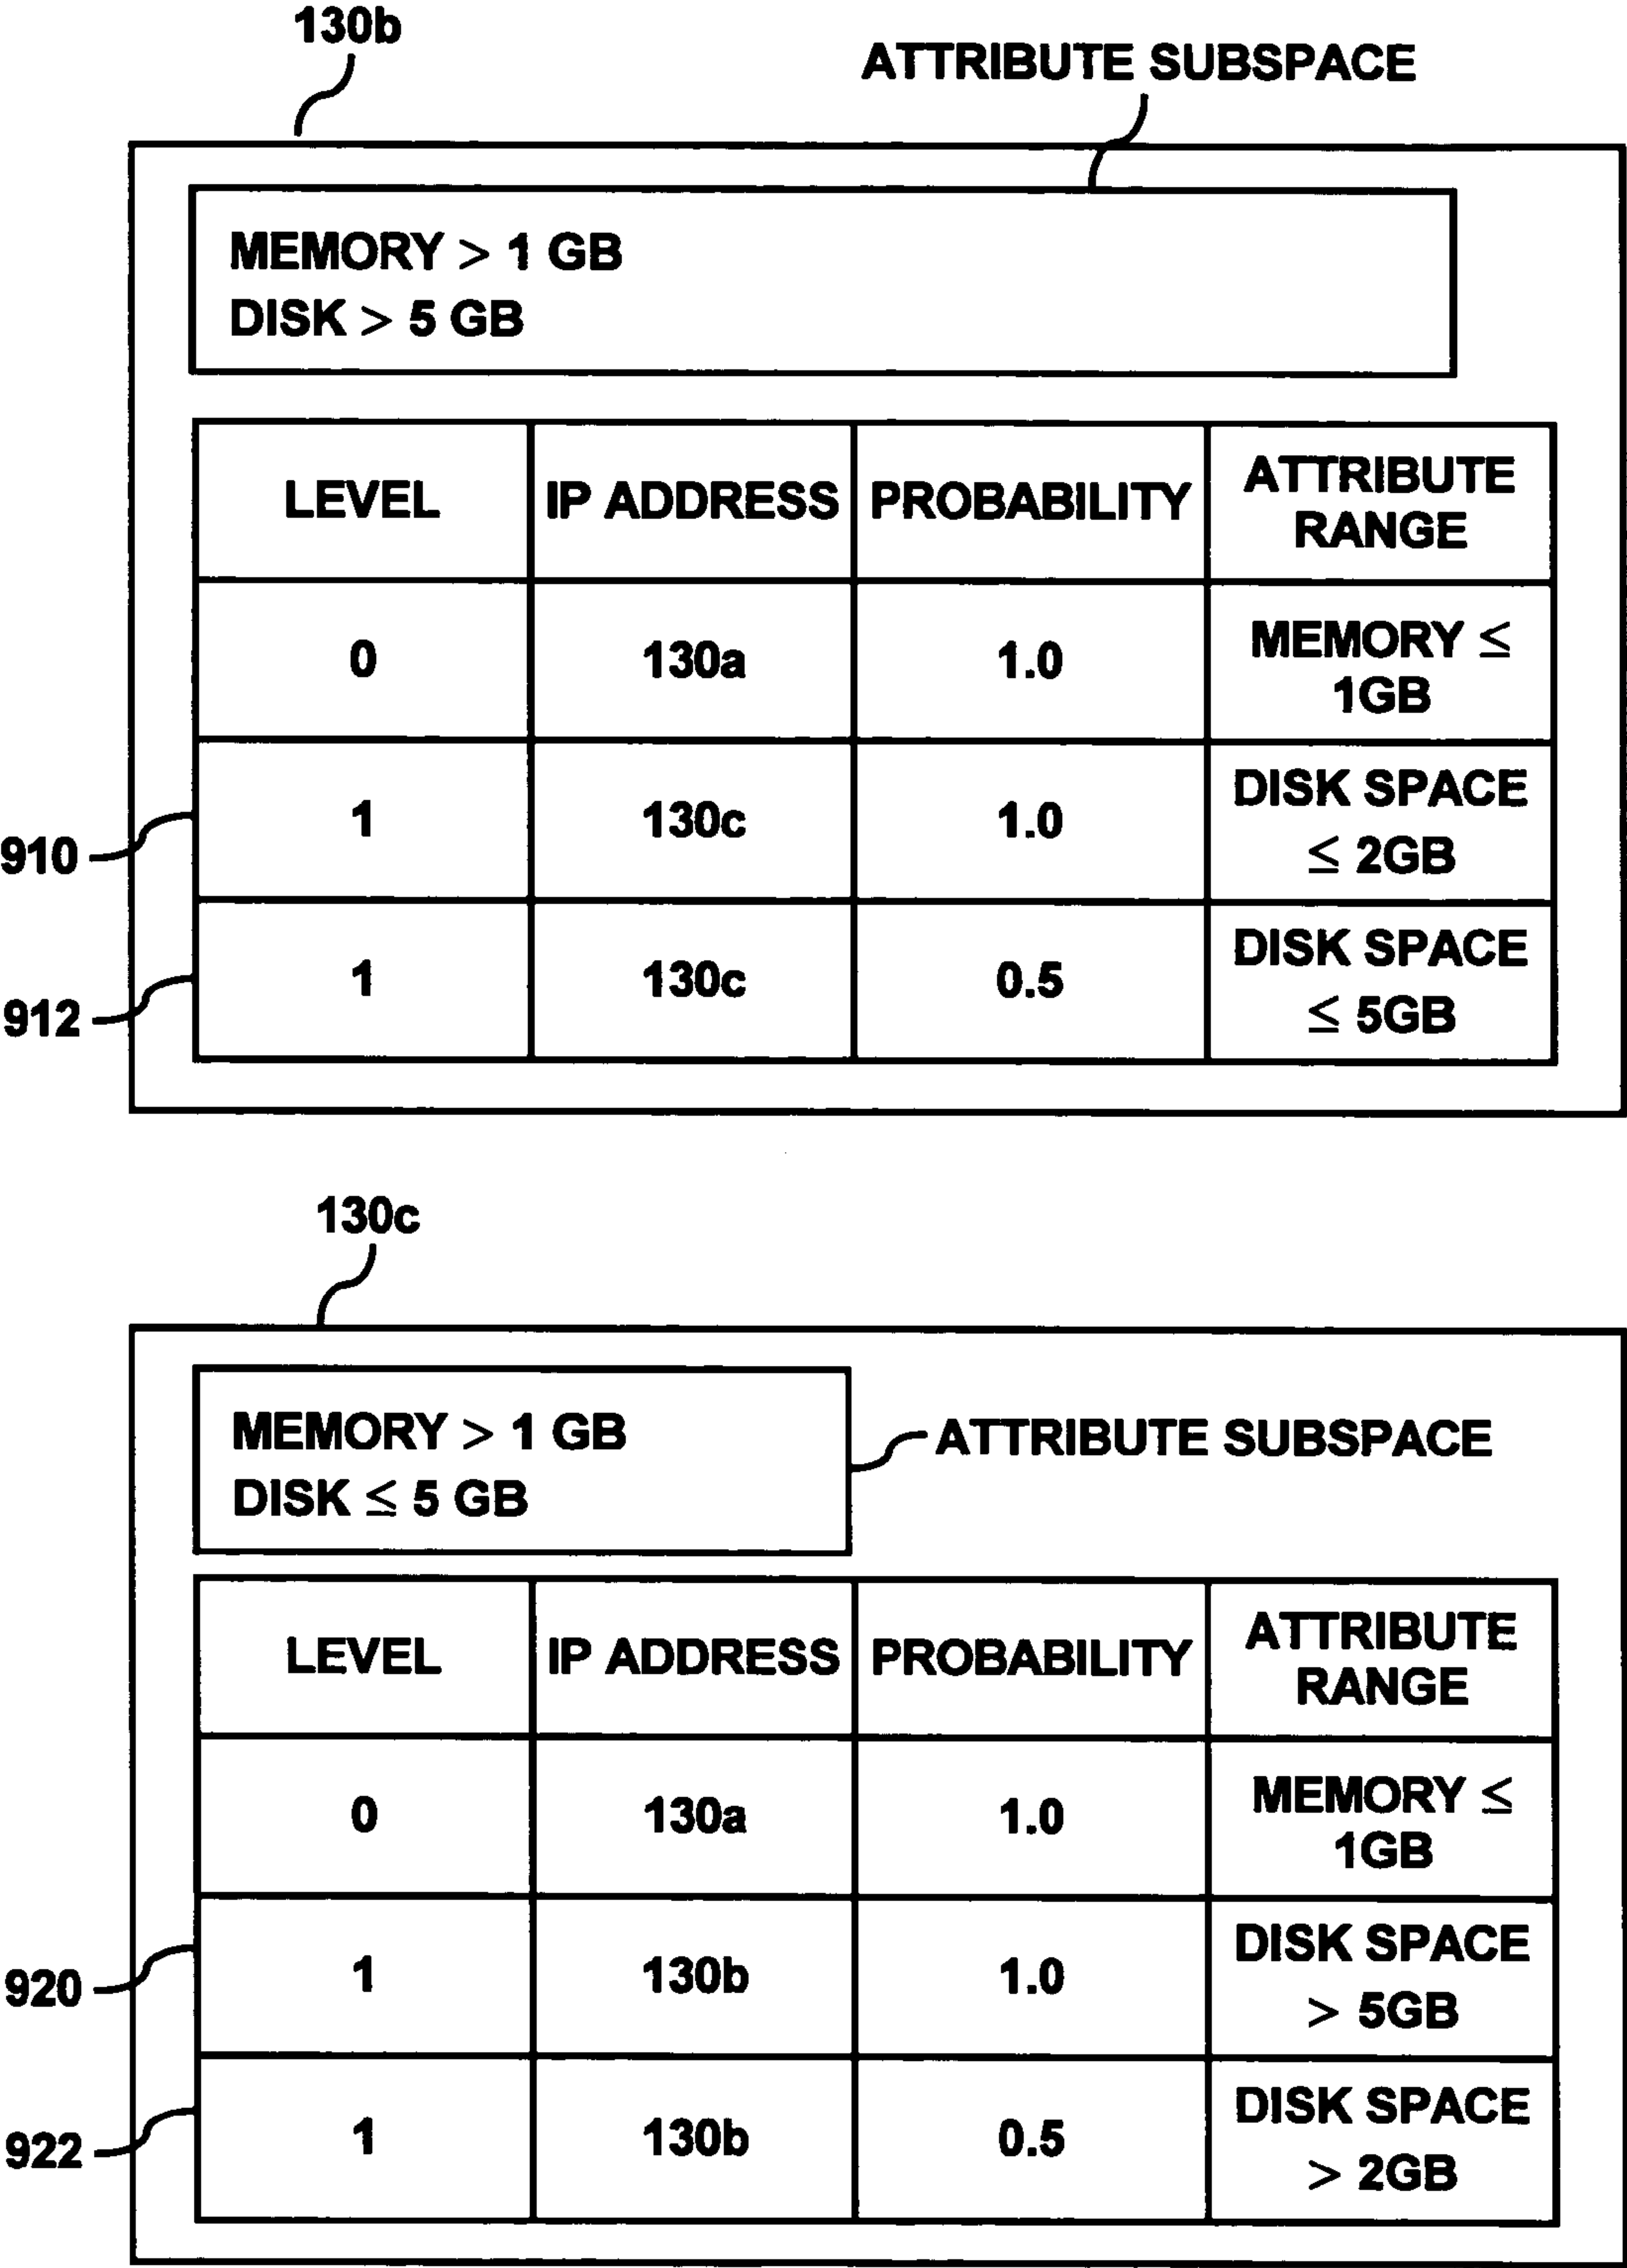 130b
ATTRIBUTE SUBSPACE
MEMORY > 1 GB
DISK > 5 GB
LEVEL
IP ADDRESS
PROBABILITY
ATTRIBUTE
RANGE
0
130a
1.0
MEMORY ≤
1GB
910
1
130c
1.0
DISK SPACE
≤ 2GB
912
1
130c
0.5
DISK SPACE
≤ 5GB
130c
MEMORY > 1 GB
DISK ≤ 5 GB
ATTRIBUTE SUBSPACE
LEVEL
IP ADDRESS
PROBABILITY
ATTRIBUTE
RANGE
0
130a
1.0
MEMORY ≤
1GB
920
1
130b
1.0
DISK SPACE
> 5GB
922
1
130b
0.5
DISK SPACE
> 2GB